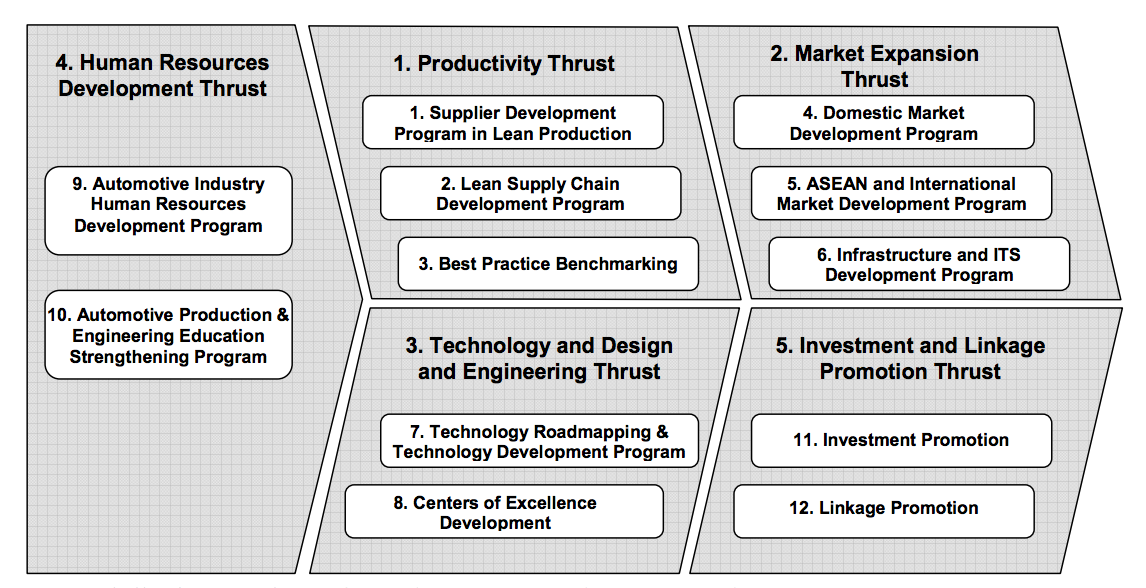 4. Human Resources
Development Thrust
9. Automotive Industry
Human Resources
Development Program
10. Automotive Production &
Engineering Education
Strengthening Program
1. Productivity Thrust
1. Supplier Development
Program in Lean Production
2. Lean Supply Chain
Development Program
3. Best Practice Benchmarking
2. Market Expansion
Thrust
4. Domestic Market
Development Program
5. ASEAN and International
Market Development Program
6. Infrastructure and ITS
Development Program
3. Technology and Design
and Engineering Thrust
7. Technology Roadmapping &
Technology Development Program
8. Centers of Excellence
Development
5. Investment and Linkage
Promotion Thrust
11. Investment Promotion
12. Linkage Promotion